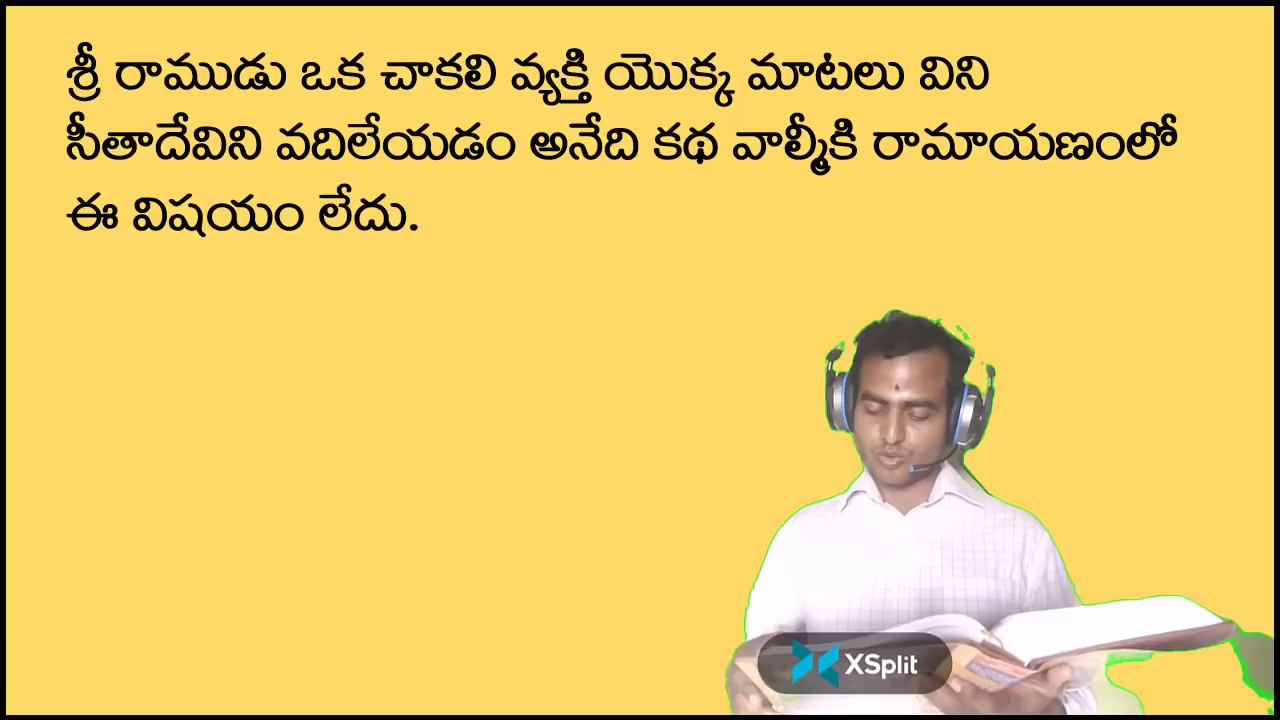 శ్రీ రాముడు ఒక చాకలి వ్యక్తి యొక్క మాటలు విని
సీతాదేవిని వదిలేయడం అనేది కథ వాల్మీకి రామాయణంలో
ఈ విషయం లేదు.
XSplit